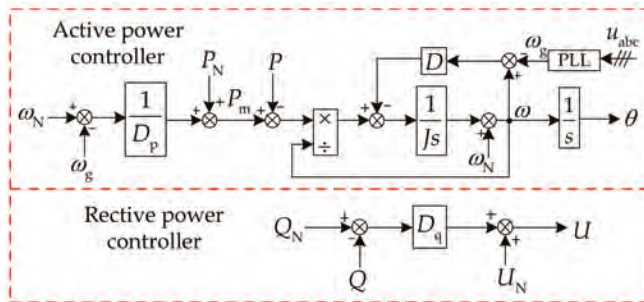 Active power
controller
ω_N
+
−
ω_g
1
D_p
P_N
+
+
P_m
P
+
−
×
÷
+
−
D
1
Js
+
+
ω_N
ω
−
+
ω_g
PLL
u_abc
1
s
θ
Rective power
controller
Q_N
+
−
Q
D_q
+
+
U_N
U